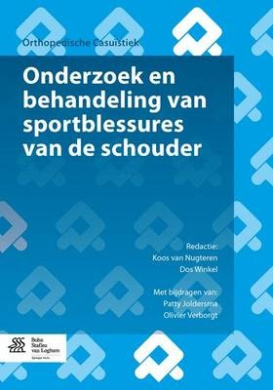 Orthopedische Casuïstiek
Onderzoek en
behandeling van
sportblessures
van de schouder
Redactie:
Koos van Nugteren
Dos Winkel
Met bijdragen van:
Patty Joldersma
Olivier Verborgt
Bohn
Stafleu
van Loghum